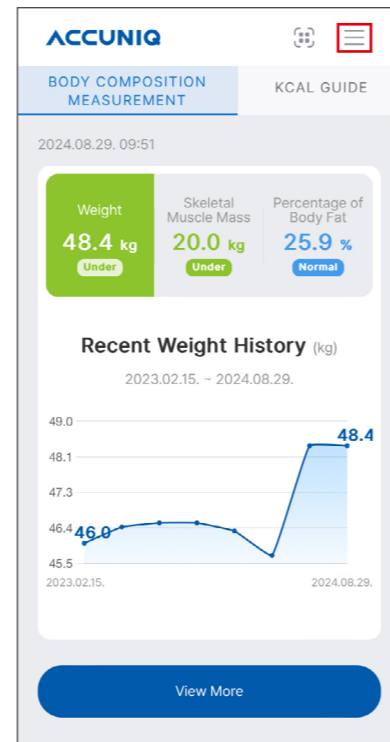 ACCUNIQ
BODY COMPOSITION
MEASUREMENT
KCAL GUIDE
2024.08.29. 09:51
Weight
48.4 kg
Under
Skeletal
Muscle Mass
20.0 kg
Under
Percentage of
Body Fat
25.9 %
Normal
Recent Weight History (kg)
2023.02.15. ~ 2024.08.29.
49.0
48.4
48.1
47.3
46.4
46.0
45.5
2023.02.15.
2024.08.29.
View More